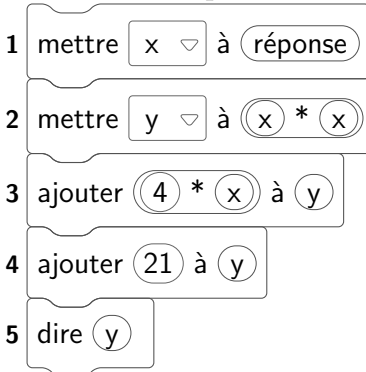 1 mettre x à réponse
2 mettre y à x * x
3 ajouter 4 * x à y
4 ajouter 21 à y
5 dire y